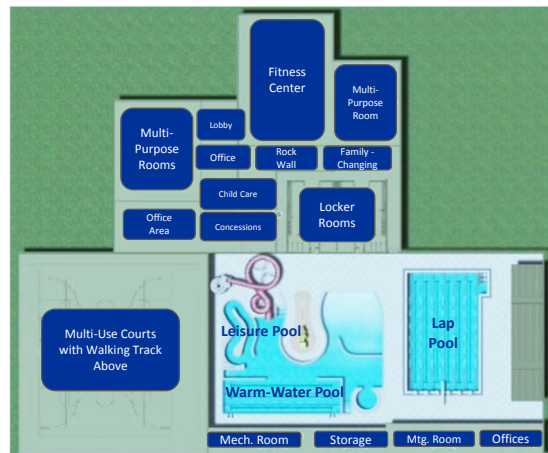 Fitness
Center
Multi-
Purpose
Room
Multi-
Purpose
Rooms
Lobby
Office
Rock
Wall
Family -
Changing
Child Care
Locker
Rooms
Office
Area
Concessions
Multi-Use Courts
with Walking Track
Above
Leisure Pool
Lap
Pool
Warm-Water Pool
Mech. Room
Storage
Mtg. Room
Offices